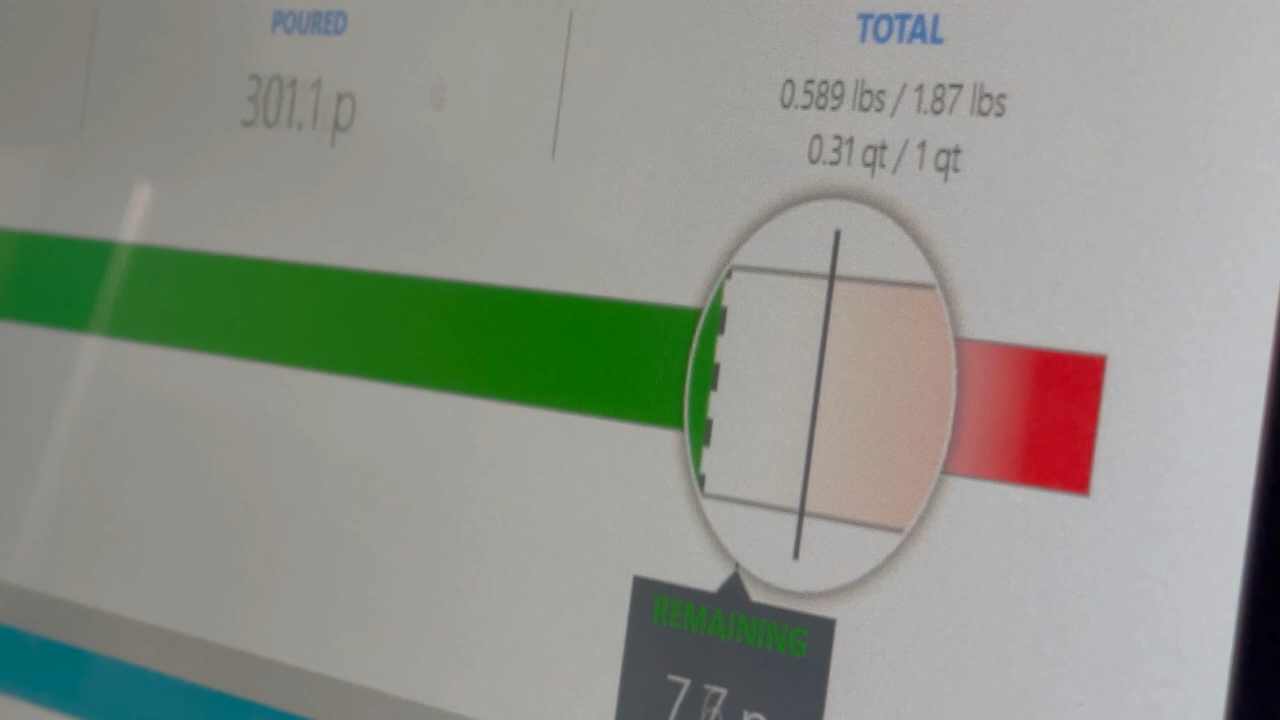 POURED
TOTAL
301.1 p
0.589 lbs / 1.87 lbs
0.31 qt / 1 qt
REMAINING